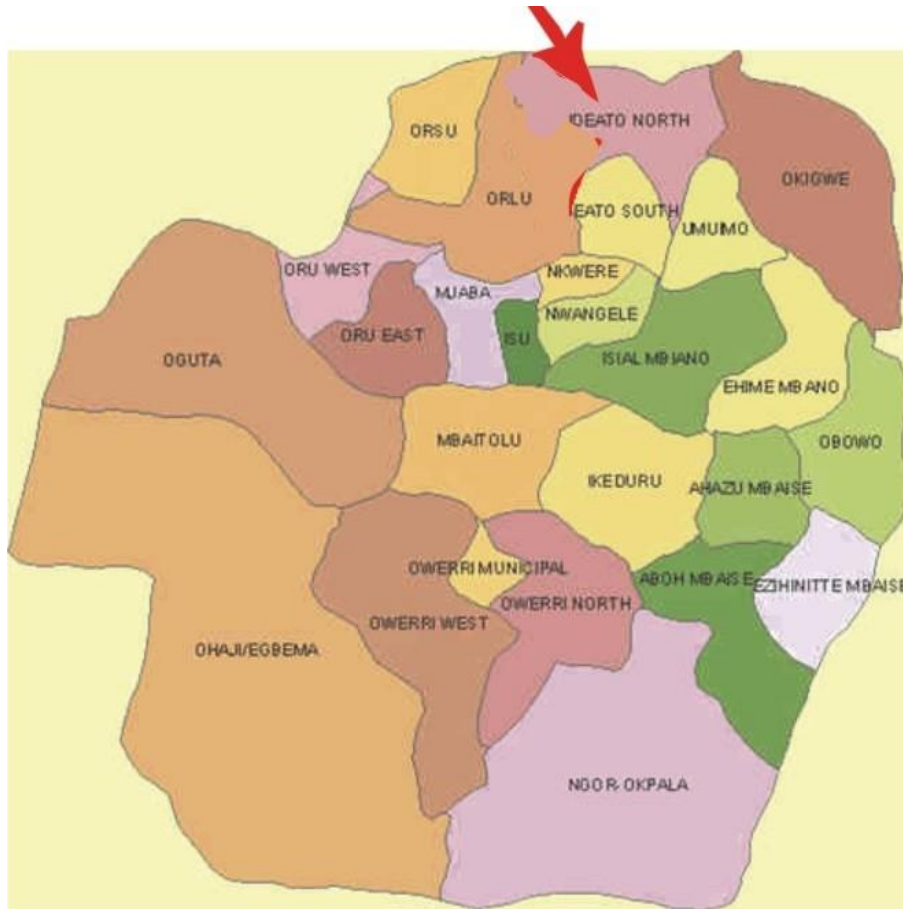 IDEATO NORTH
ORSU
OKIGWE
ORLU
EATO SOUTH
UMUIMO
ORU WEST
NKWERE
MJABA
NWANGELE
ORU EAST
ISU
OGUTA
ISIAL MBIANO
EHIME MBANO
MBAITOLU
OBOWO
IKEDURU
AHAZU MBAISE
OWERRI MUNICIPAL
ABOH MBAISE
EZIHINITTE MBAISE
OWERRI NORTH
OWERRI WEST
OHAJI/EGBEMA
NGOR-OKPALA